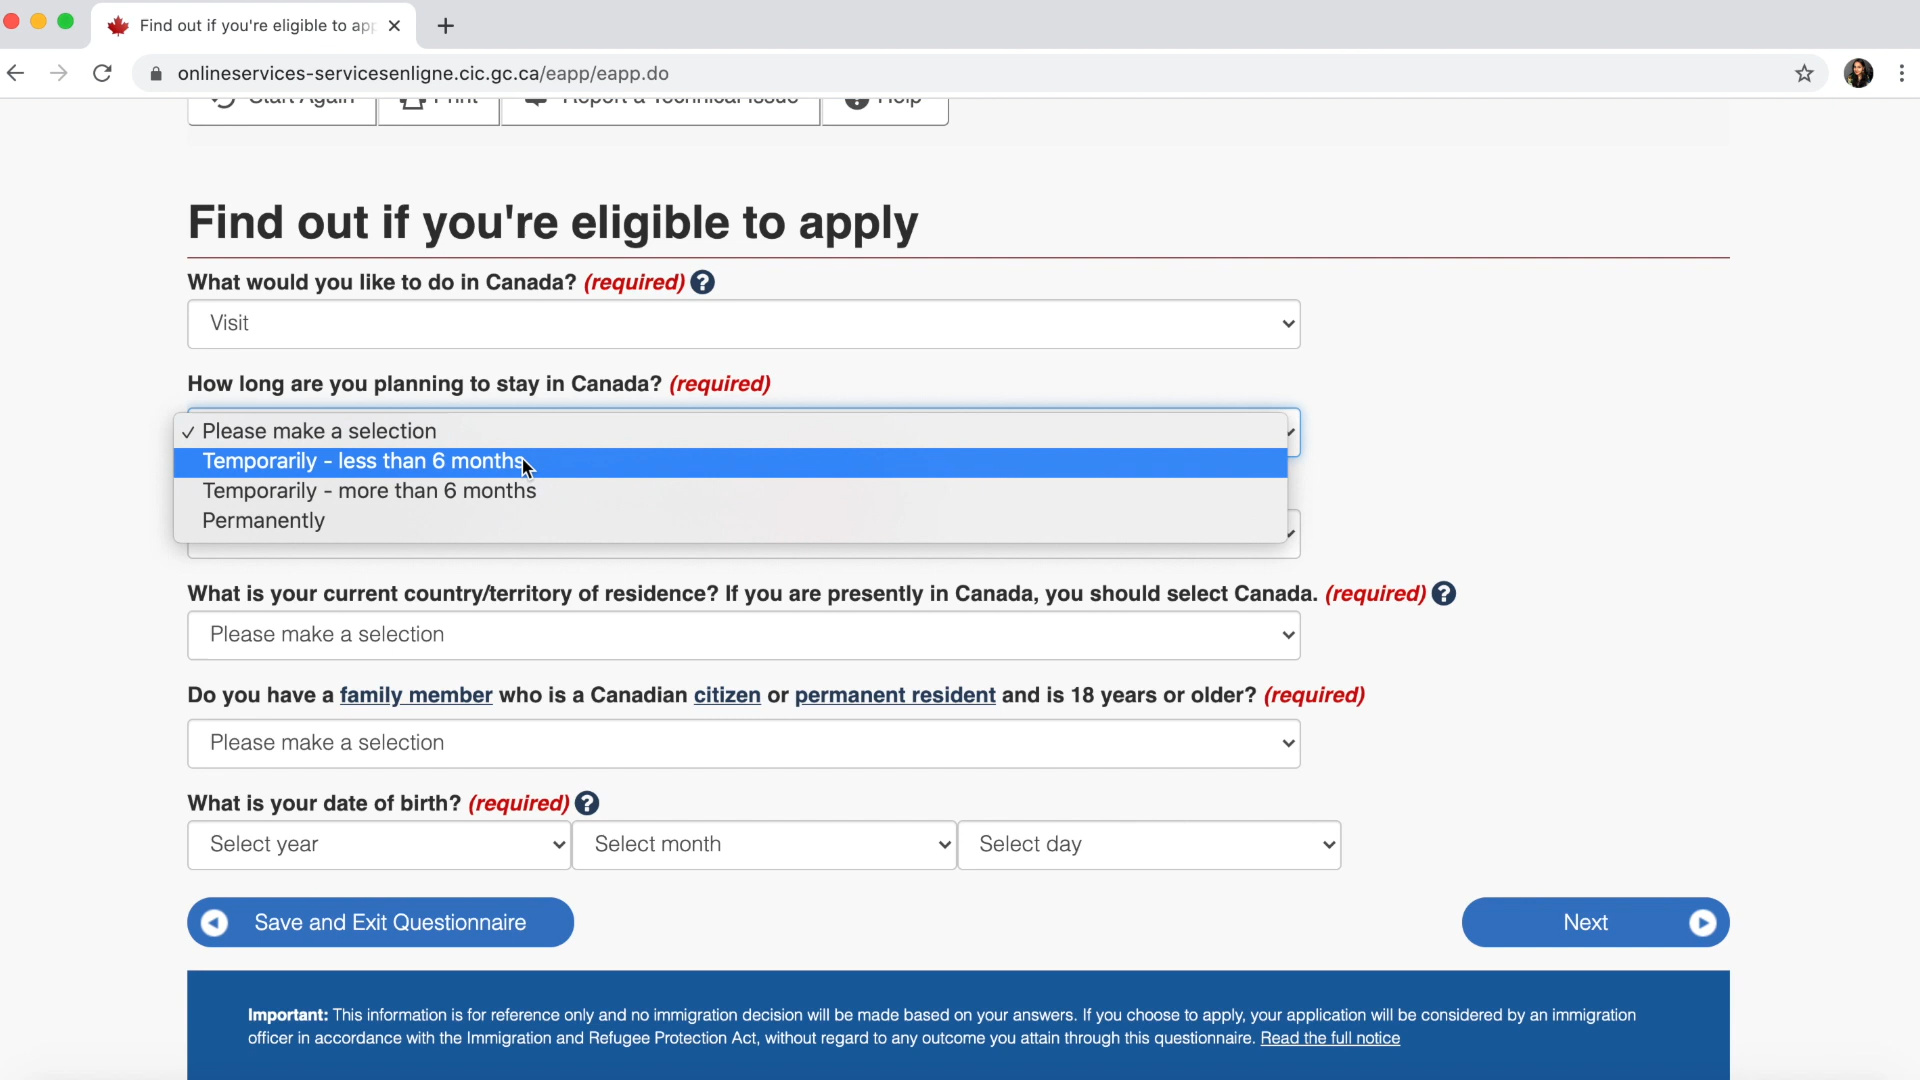 Find out if you're eligible to app
onlineservices-servicesenligne.cic.gc.ca/eapp/eapp.do
Start Again Print Report a Technical Issue Help
Find out if you're eligible to apply
What would you like to do in Canada? (required)
Visit
How long are you planning to stay in Canada? (required)
✓ Please make a selection
Temporarily - less than 6 months
Temporarily - more than 6 months
Permanently
What is your current country/territory of residence? If you are presently in Canada, you should select Canada. (required)
Please make a selection
Do you have a family member who is a Canadian citizen or permanent resident and is 18 years or older? (required)
Please make a selection
What is your date of birth? (required)
Select year Select month Select day
Save and Exit Questionnaire Next
Important: This information is for reference only and no immigration decision will be made based on your answers. If you choose to apply, your application will be considered by an immigration
officer in accordance with the Immigration and Refugee Protection Act, without regard to any outcome you attain through this questionnaire. Read the full notice